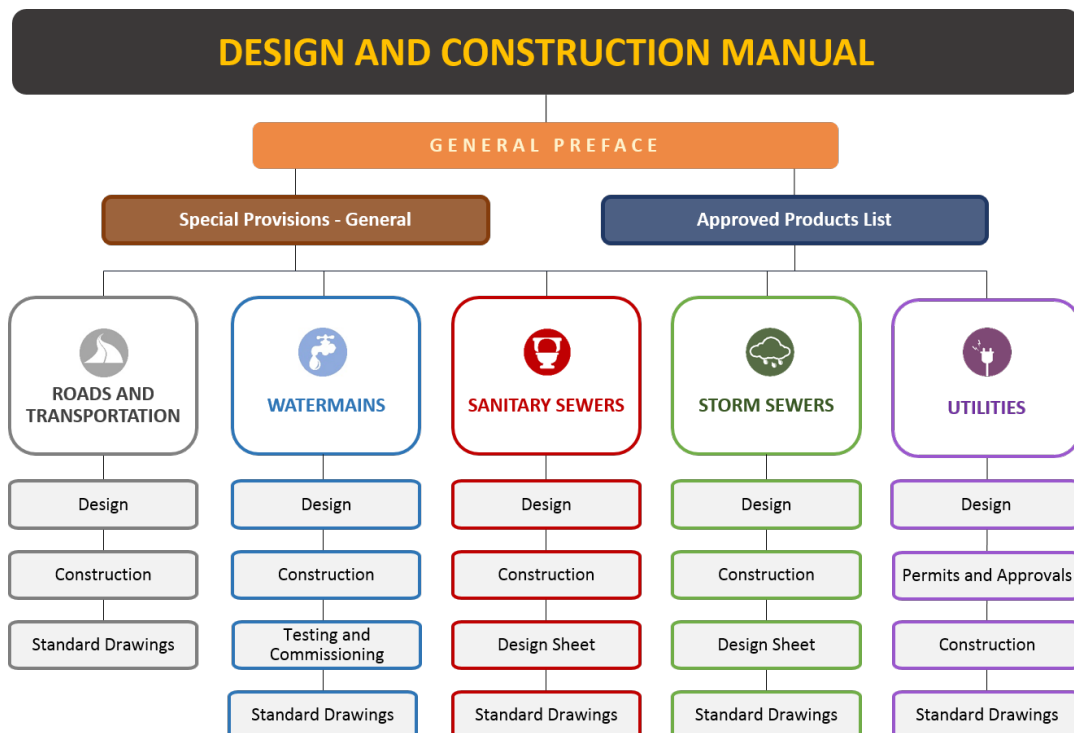 DESIGN AND CONSTRUCTION MANUAL
GENERAL PREFACE
Special Provisions - General
Approved Products List
ROADS AND
TRANSPORTATION
WATERMAINS
SANITARY SEWERS
STORM SEWERS
UTILITIES
Design
Design
Design
Design
Design
Construction
Construction
Construction
Construction
Permits and Approvals
Standard Drawings
Testing and
Commissioning
Design Sheet
Design Sheet
Construction
Standard Drawings
Standard Drawings
Standard Drawings
Standard Drawings